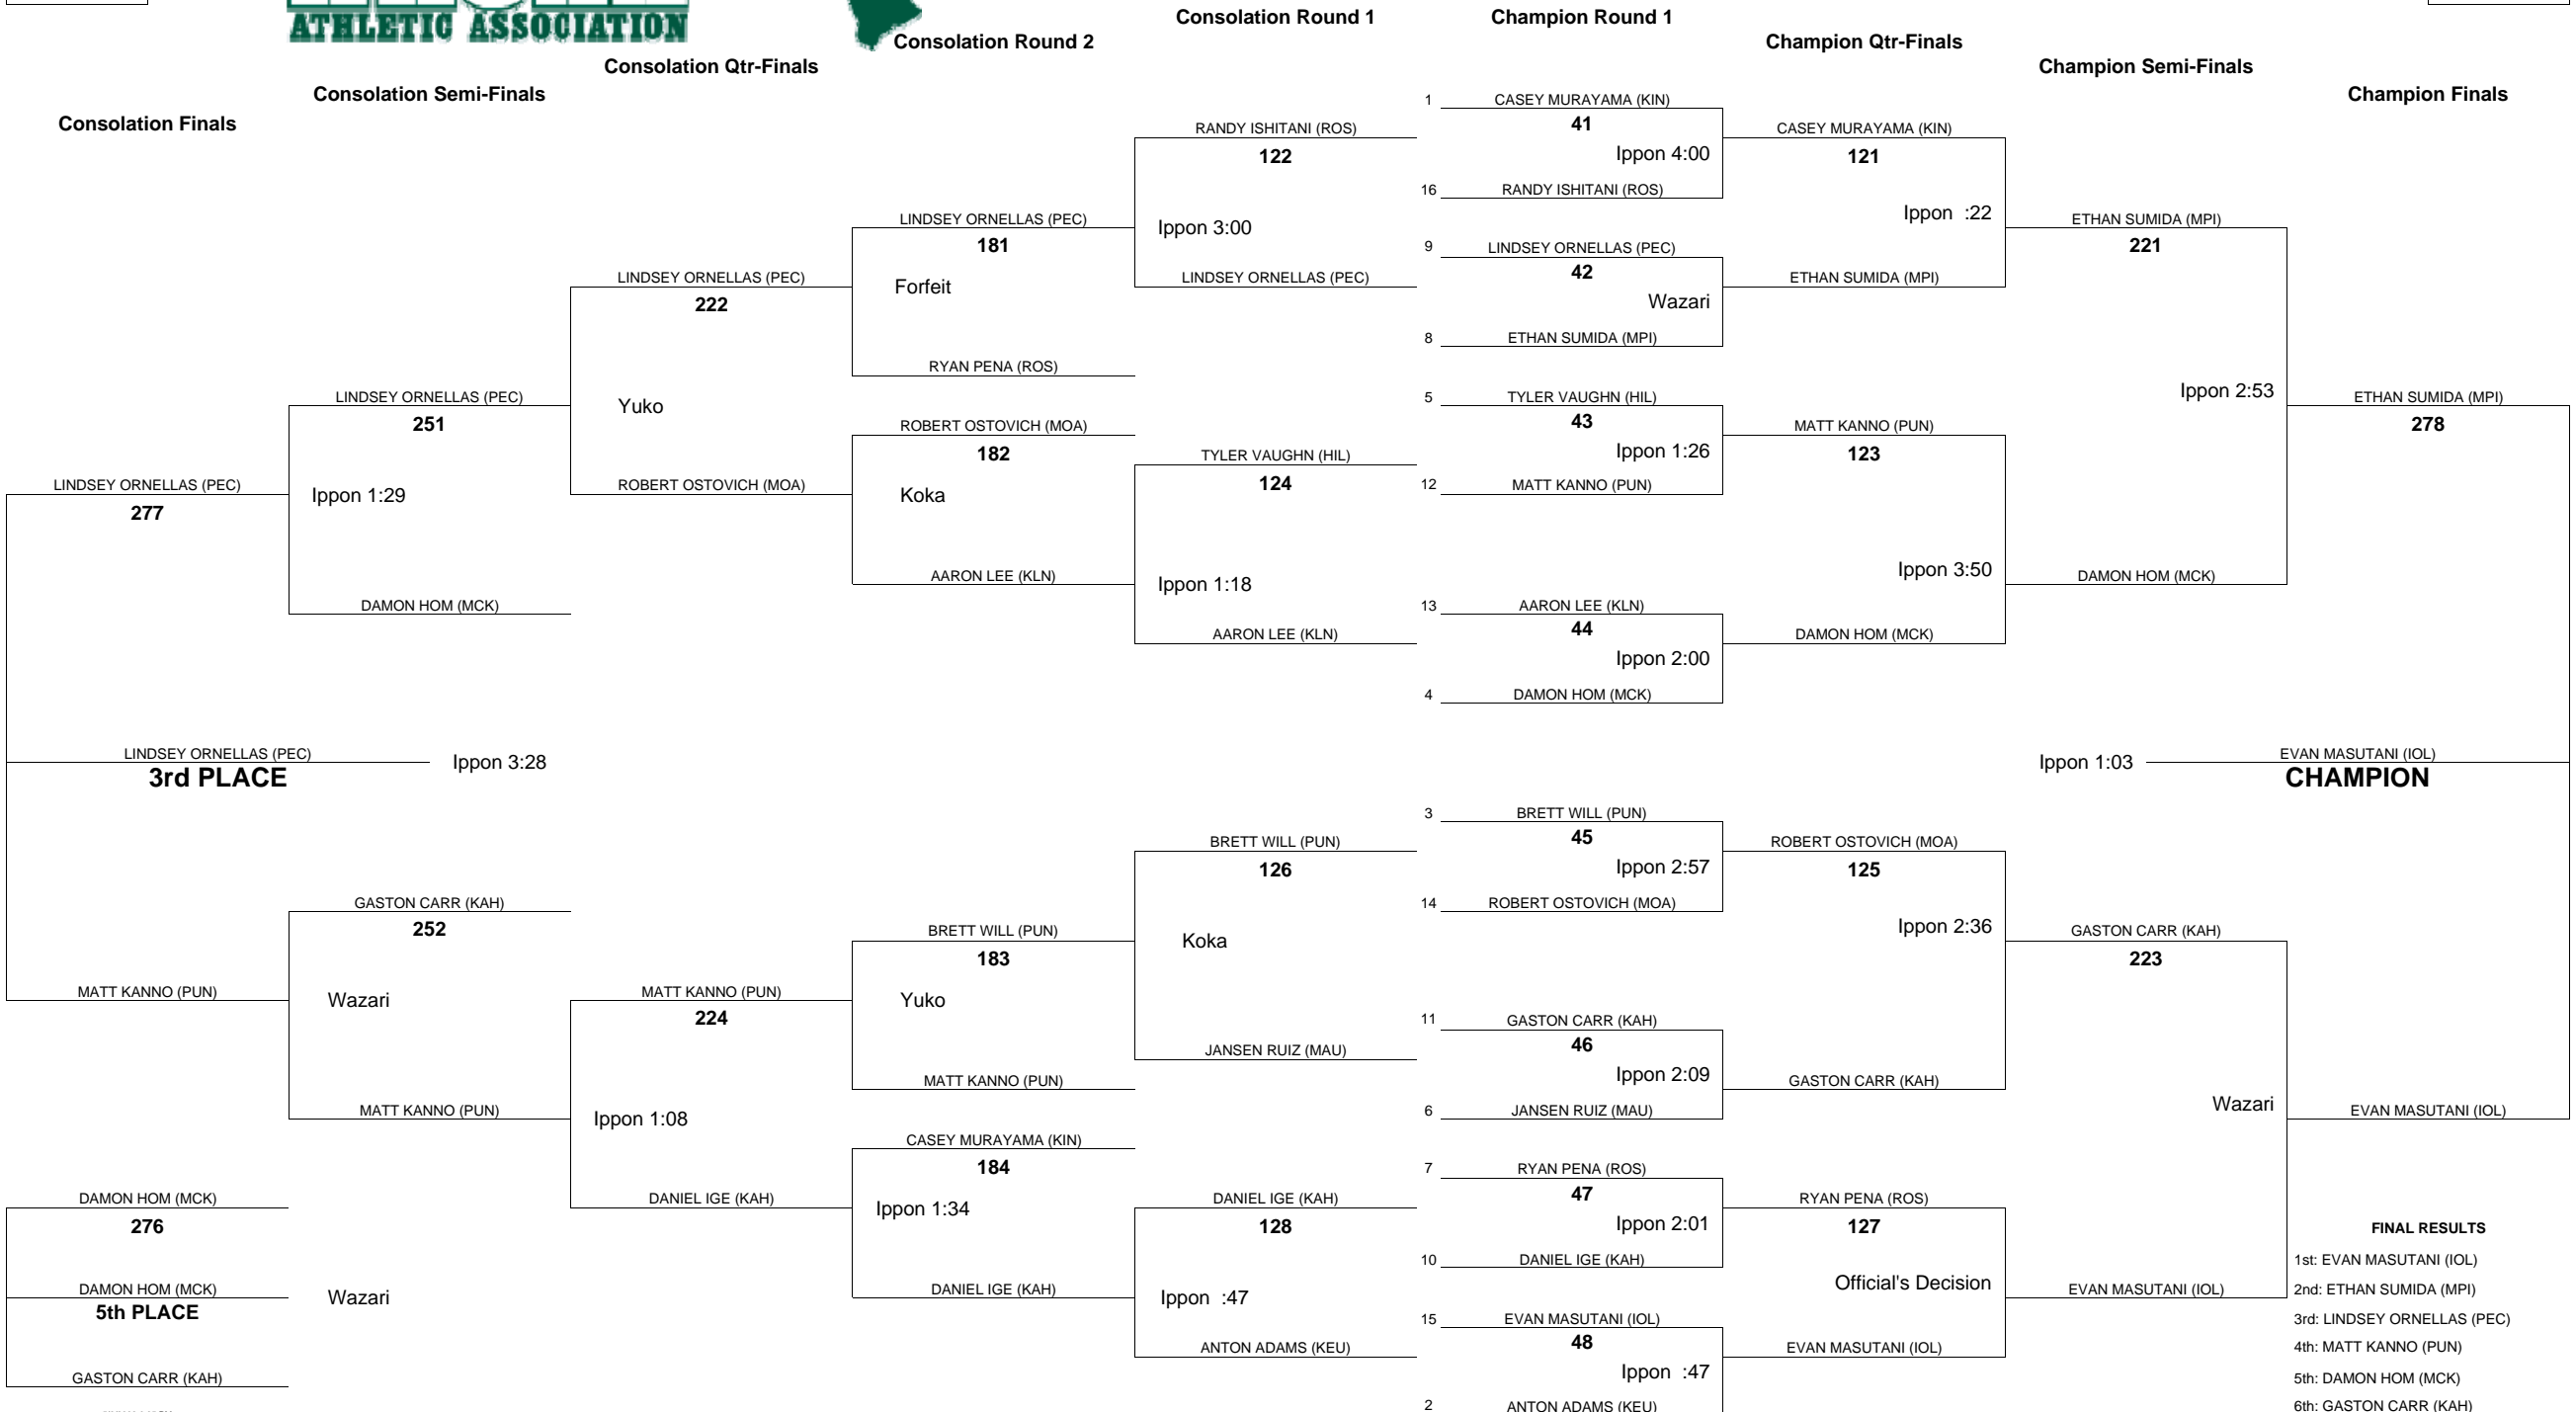 ATHLETIC ASSOCIATION
Consolation Round 1
Champion Round 1
Consolation Round 2
Champion Qtr-Finals
Consolation Qtr-Finals
Champion Semi-Finals
Consolation Semi-Finals
Champion Finals
Consolation Finals
1 CASEY MURAYAMA (KIN)
41
Ippon 4:00
16 RANDY ISHITANI (ROS)
9 LINDSEY ORNELLAS (PEC)
42
Wazari
8 ETHAN SUMIDA (MPI)
5 TYLER VAUGHN (HIL)
43
Ippon 1:26
12 MATT KANNO (PUN)
13 AARON LEE (KLN)
44
Ippon 2:00
4 DAMON HOM (MCK)
3 BRETT WILL (PUN)
45
Ippon 2:57
14 ROBERT OSTOVICH (MOA)
11 GASTON CARR (KAH)
46
Ippon 2:09
6 JANSEN RUIZ (MAU)
7 RYAN PENA (ROS)
47
Ippon 2:01
10 DANIEL IGE (KAH)
15 EVAN MASUTANI (IOL)
48
Ippon :47
2 ANTON ADAMS (KEU)
CASEY MURAYAMA (KIN)
121
Ippon :22
ETHAN SUMIDA (MPI)
MATT KANNO (PUN)
123
Ippon 3:50
DAMON HOM (MCK)
ROBERT OSTOVICH (MOA)
125
Ippon 2:36
GASTON CARR (KAH)
RYAN PENA (ROS)
127
Official's Decision
EVAN MASUTANI (IOL)
ETHAN SUMIDA (MPI)
221
Ippon 2:53
DAMON HOM (MCK)
GASTON CARR (KAH)
223
Wazari
EVAN MASUTANI (IOL)
ETHAN SUMIDA (MPI)
278
Ippon 1:03
EVAN MASUTANI (IOL)
CHAMPION
EVAN MASUTANI (IOL)
RANDY ISHITANI (ROS)
122
Ippon 3:00
LINDSEY ORNELLAS (PEC)
TYLER VAUGHN (HIL)
124
Ippon 1:18
AARON LEE (KLN)
BRETT WILL (PUN)
126
Koka
JANSEN RUIZ (MAU)
DANIEL IGE (KAH)
128
Ippon :47
ANTON ADAMS (KEU)
LINDSEY ORNELLAS (PEC)
181
Forfeit
RYAN PENA (ROS)
ROBERT OSTOVICH (MOA)
182
Koka
AARON LEE (KLN)
BRETT WILL (PUN)
183
Yuko
MATT KANNO (PUN)
CASEY MURAYAMA (KIN)
184
Ippon 1:34
DANIEL IGE (KAH)
LINDSEY ORNELLAS (PEC)
222
Yuko
ROBERT OSTOVICH (MOA)
MATT KANNO (PUN)
224
Ippon 1:08
DANIEL IGE (KAH)
LINDSEY ORNELLAS (PEC)
251
Ippon 1:29
DAMON HOM (MCK)
GASTON CARR (KAH)
252
Wazari
MATT KANNO (PUN)
LINDSEY ORNELLAS (PEC)
277
LINDSEY ORNELLAS (PEC)
Ippon 3:28
3rd PLACE
MATT KANNO (PUN)
DAMON HOM (MCK)
276
DAMON HOM (MCK)
Wazari
5th PLACE
GASTON CARR (KAH)
FINAL RESULTS
1st: EVAN MASUTANI (IOL)
2nd: ETHAN SUMIDA (MPI)
3rd: LINDSEY ORNELLAS (PEC)
4th: MATT KANNO (PUN)
5th: DAMON HOM (MCK)
6th: GASTON CARR (KAH)